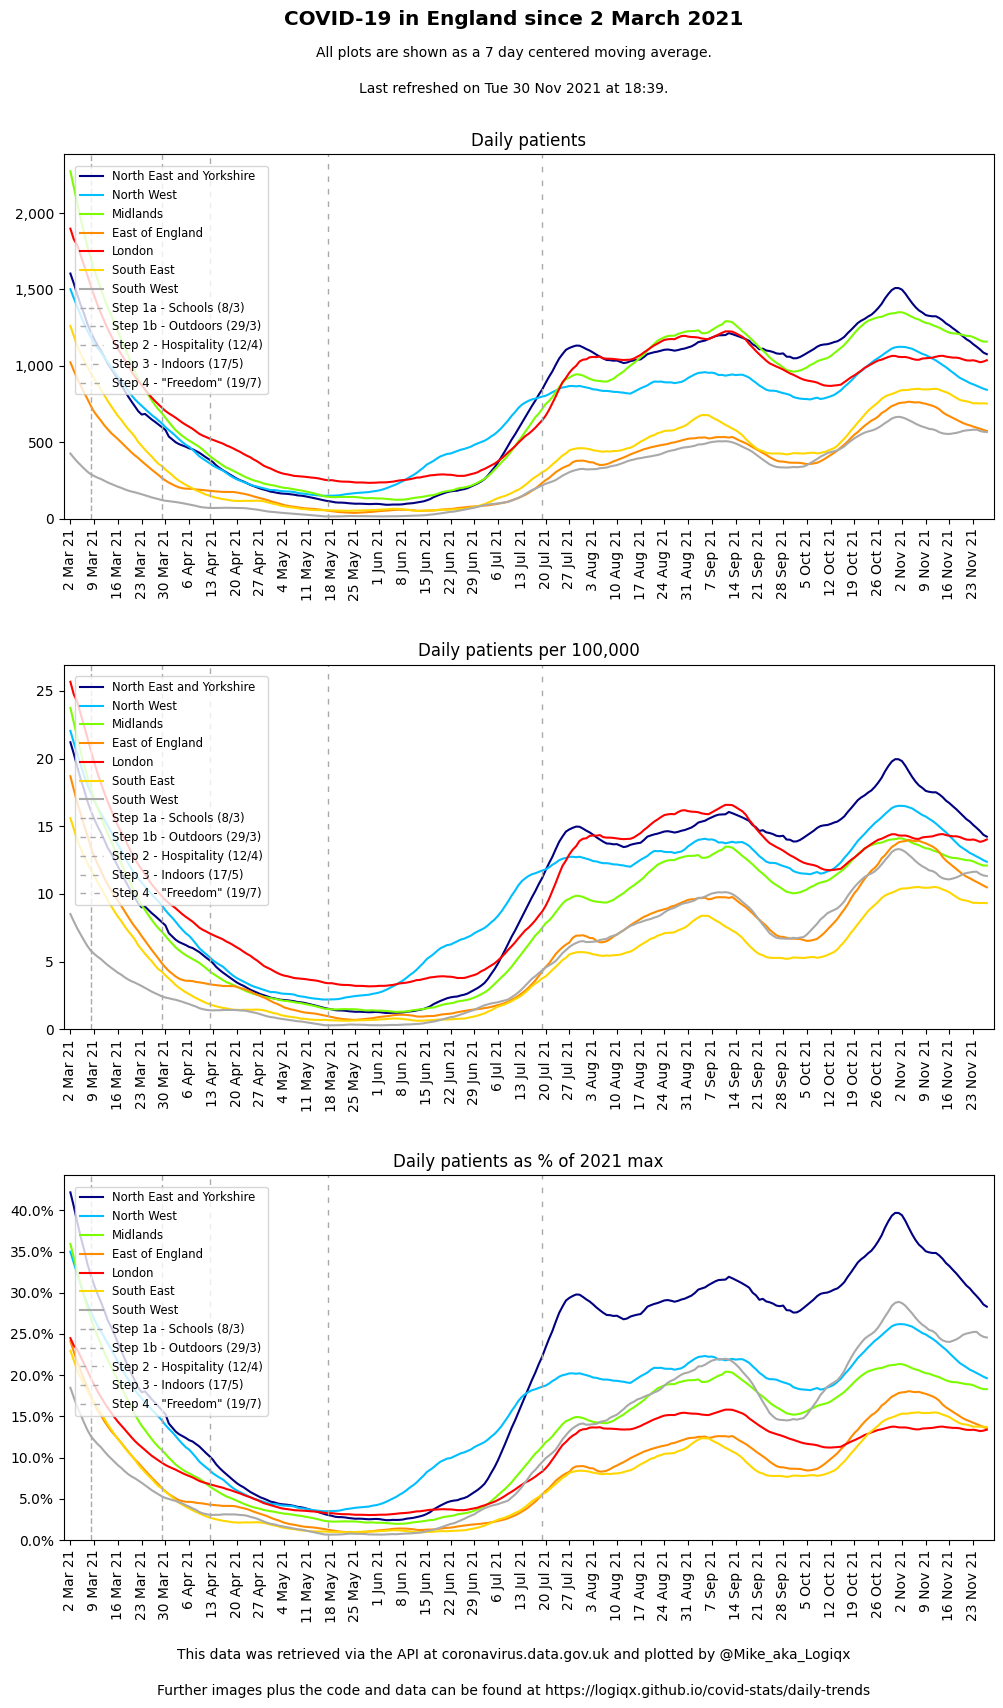 COVID-19 in England since 2 March 2021
All plots are shown as a 7 day centered moving average.
Last refreshed on Tue 30 Nov 2021 at 18:39.
Daily patients
North East and Yorkshire
North West
Midlands
East of England
London
South East
South West
Step 1a - Schools (8/3)
Step 1b - Outdoors (29/3)
Step 2 - Hospitality (12/4)
Step 3 - Indoors (17/5)
Step 4 - "Freedom" (19/7)
2,000
1,500
1,000
500
0
2 Mar 21
9 Mar 21
16 Mar 21
23 Mar 21
30 Mar 21
6 Apr 21
13 Apr 21
20 Apr 21
27 Apr 21
4 May 21
11 May 21
18 May 21
25 May 21
1 Jun 21
8 Jun 21
15 Jun 21
22 Jun 21
29 Jun 21
6 Jul 21
13 Jul 21
20 Jul 21
27 Jul 21
3 Aug 21
10 Aug 21
17 Aug 21
24 Aug 21
31 Aug 21
7 Sep 21
14 Sep 21
21 Sep 21
28 Sep 21
5 Oct 21
12 Oct 21
19 Oct 21
26 Oct 21
2 Nov 21
9 Nov 21
16 Nov 21
23 Nov 21
Daily patients per 100,000
North East and Yorkshire
North West
Midlands
East of England
London
South East
South West
Step 1a - Schools (8/3)
Step 1b - Outdoors (29/3)
Step 2 - Hospitality (12/4)
Step 3 - Indoors (17/5)
Step 4 - "Freedom" (19/7)
25
20
15
10
5
0
2 Mar 21
9 Mar 21
16 Mar 21
23 Mar 21
30 Mar 21
6 Apr 21
13 Apr 21
20 Apr 21
27 Apr 21
4 May 21
11 May 21
18 May 21
25 May 21
1 Jun 21
8 Jun 21
15 Jun 21
22 Jun 21
29 Jun 21
6 Jul 21
13 Jul 21
20 Jul 21
27 Jul 21
3 Aug 21
10 Aug 21
17 Aug 21
24 Aug 21
31 Aug 21
7 Sep 21
14 Sep 21
21 Sep 21
28 Sep 21
5 Oct 21
12 Oct 21
19 Oct 21
26 Oct 21
2 Nov 21
9 Nov 21
16 Nov 21
23 Nov 21
Daily patients as % of 2021 max
North East and Yorkshire
North West
Midlands
East of England
London
South East
South West
Step 1a - Schools (8/3)
Step 1b - Outdoors (29/3)
Step 2 - Hospitality (12/4)
Step 3 - Indoors (17/5)
Step 4 - "Freedom" (19/7)
40.0%
35.0%
30.0%
25.0%
20.0%
15.0%
10.0%
5.0%
0.0%
2 Mar 21
9 Mar 21
16 Mar 21
23 Mar 21
30 Mar 21
6 Apr 21
13 Apr 21
20 Apr 21
27 Apr 21
4 May 21
11 May 21
18 May 21
25 May 21
1 Jun 21
8 Jun 21
15 Jun 21
22 Jun 21
29 Jun 21
6 Jul 21
13 Jul 21
20 Jul 21
27 Jul 21
3 Aug 21
10 Aug 21
17 Aug 21
24 Aug 21
31 Aug 21
7 Sep 21
14 Sep 21
21 Sep 21
28 Sep 21
5 Oct 21
12 Oct 21
19 Oct 21
26 Oct 21
2 Nov 21
9 Nov 21
16 Nov 21
23 Nov 21
This data was retrieved via the API at coronavirus.data.gov.uk and plotted by @Mike_aka_Logiqx
Further images plus the code and data can be found at https://logiqx.github.io/covid-stats/daily-trends